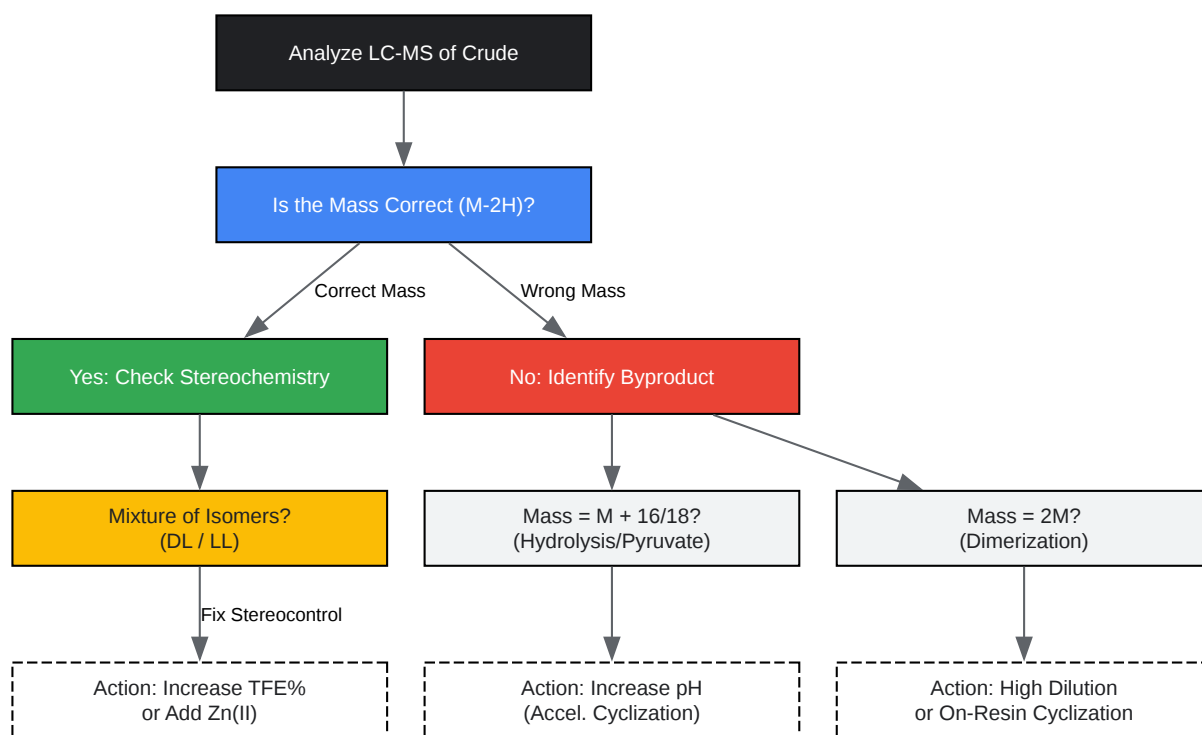 Analyze LC-MS of Crude
Is the Mass Correct (M-2H)?
Correct Mass
Wrong Mass
Yes: Check Stereochemistry
No: Identify Byproduct
Mixture of Isomers?
(DL / LL)
Mass = M + 16/18?
(Hydrolysis/Pyruvate)
Mass = 2M?
(Dimerization)
Fix Stereocontrol
Action: Increase TFE%
or Add Zn(II)
Action: Increase pH
(Accel. Cyclization)
Action: High Dilution
or On-Resin Cyclization